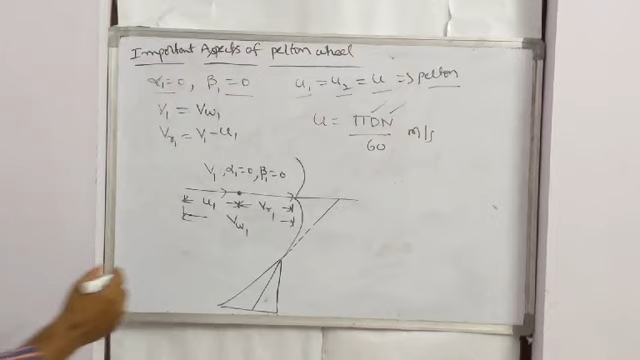 Important Aspects of pelton wheel
α₁=0, β₁=0
u₁ = u₂ = u ⇒ pelton
V₁ = Vw₁
Vr₁ = V₁ - u₁
u = πDN / 60 m/s
V₁, α₁=0, β₁=0
u₁ Vr₁
Vw₁